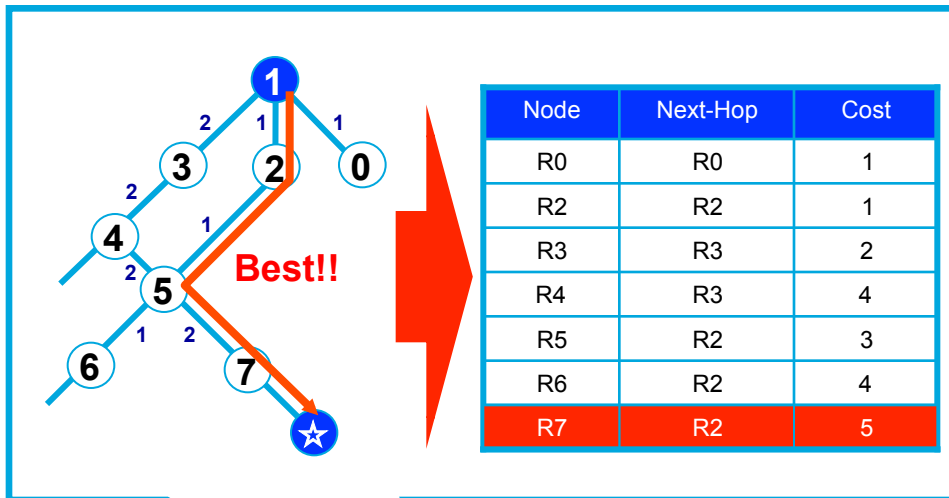 1
2 1 1
3 2 0
2
4
1
Best!!
2
5
1 2
6 7
Node Next-Hop Cost
R0 R0 1
R2 R2 1
R3 R3 2
R4 R3 4
R5 R2 3
R6 R2 4
R7 R2 5